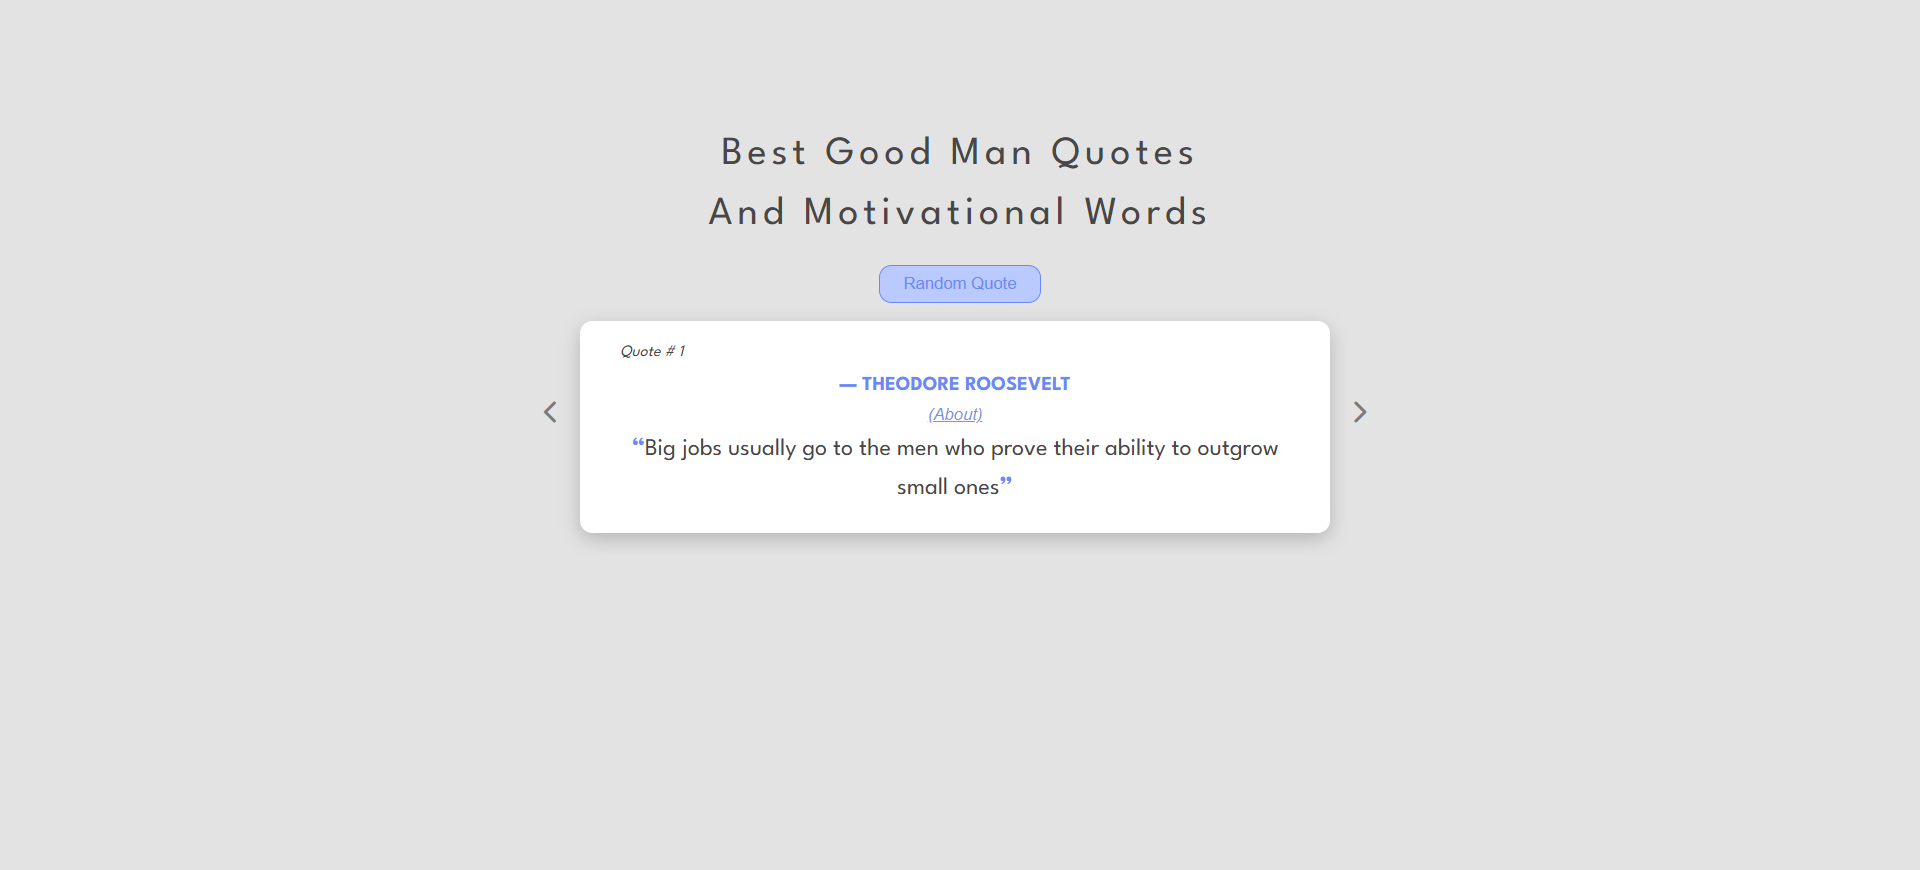 Best Good Man Quotes
And Motivational Words
Random Quote
Quote # 1
— THEODORE ROOSEVELT
(About)
❝Big jobs usually go to the men who prove their ability to outgrow
small ones❞